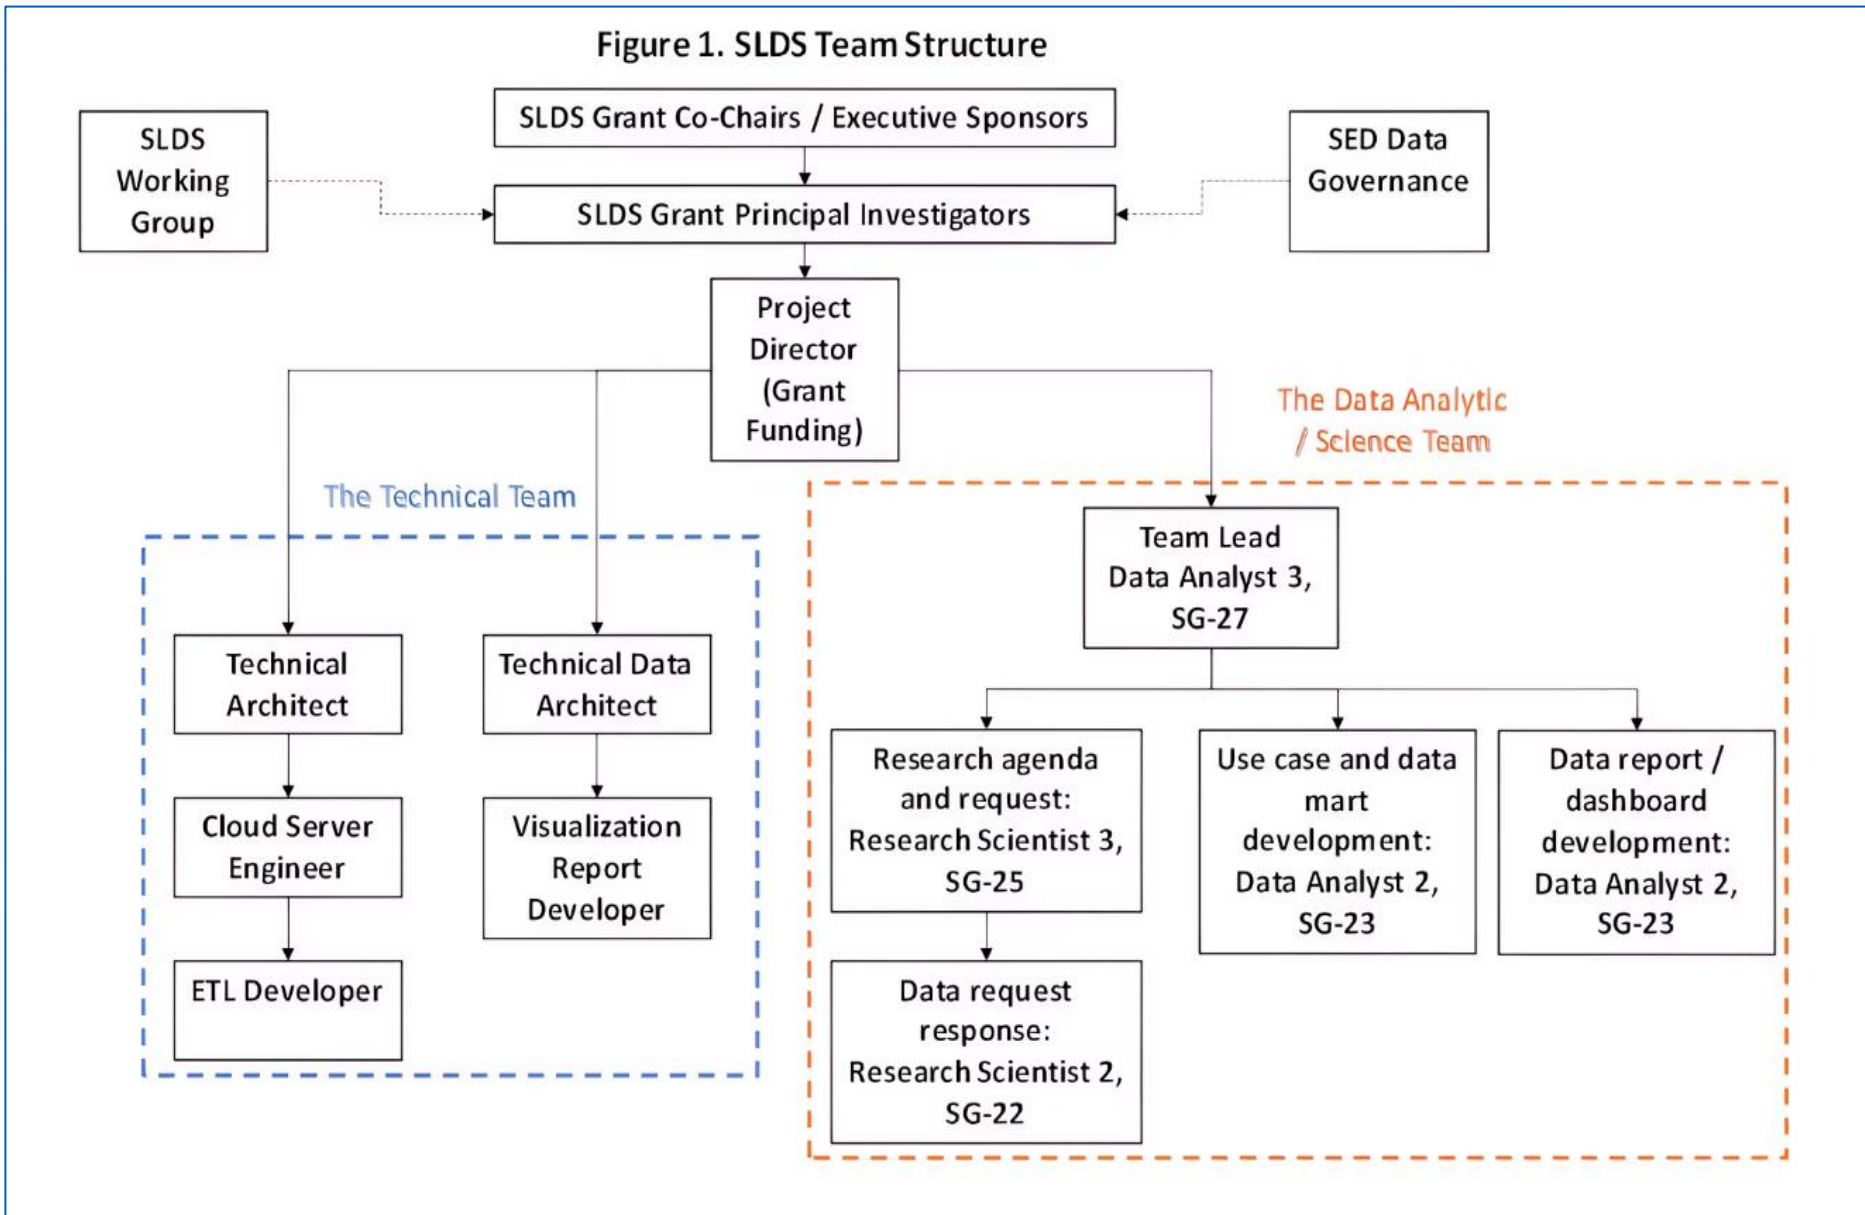 Figure 1. SLDS Team Structure
SLDS Grant Co-Chairs / Executive Sponsors
SLDS
Working
Group
SED Data
Governance
SLDS Grant Principal Investigators
Project
Director
(Grant
Funding)
The Data Analytic
/ Science Team
The Technical Team
Team Lead
Data Analyst 3,
SG-27
Technical
Architect
Technical Data
Architect
Cloud Server
Engineer
Visualization
Report
Developer
ETL Developer
Research agenda
and request:
Research Scientist 3,
SG-25
Use case and data
mart
development:
Data Analyst 2,
SG-23
Data report /
dashboard
development:
Data Analyst 2,
SG-23
Data request
response:
Research Scientist 2,
SG-22